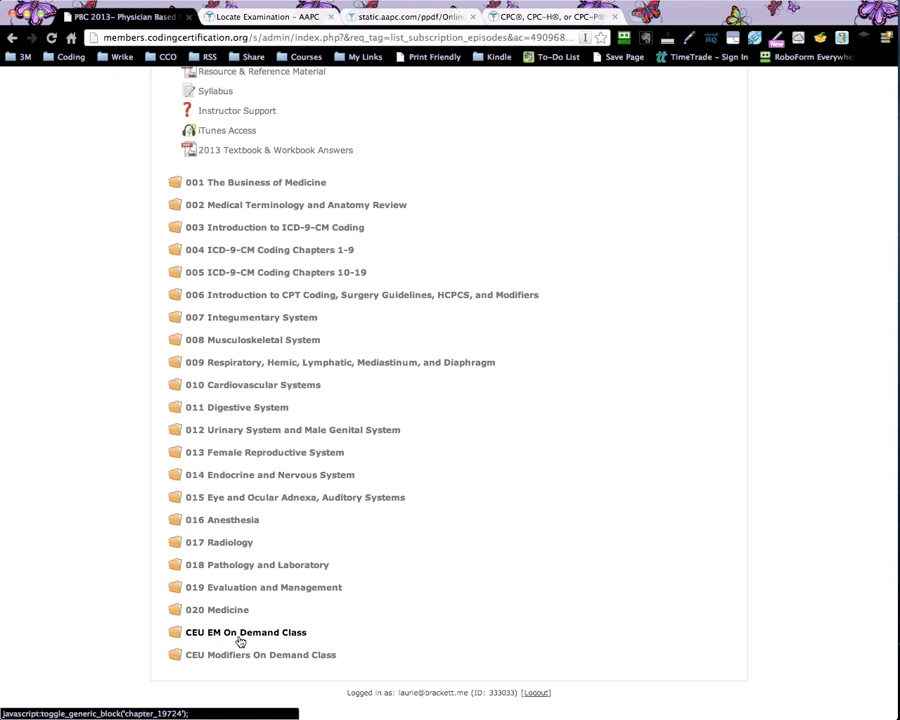 PBC 2013- Physician Based
Locate Examination - AAPC
static.aapc.com/ppdf/Onlin
CPC®, CPC-H®, or CPC-P®
members.codingcertification.org/s/admin/index.php?&req_tag=list_subscription_episodes&ac=490968...
3M
Coding
Wrike
CCO
RSS
Share
Courses
My Links
Print Friendly
Kindle
To-Do List
Save Page
TimeTrade - Sign In
RoboForm Everywhe
New
Resource & Reference Material
Syllabus
Instructor Support
iTunes Access
2013 Textbook & Workbook Answers
001 The Business of Medicine
002 Medical Terminology and Anatomy Review
003 Introduction to ICD-9-CM Coding
004 ICD-9-CM Coding Chapters 1-9
005 ICD-9-CM Coding Chapters 10-19
006 Introduction to CPT Coding, Surgery Guidelines, HCPCS, and Modifiers
007 Integumentary System
008 Musculoskeletal System
009 Respiratory, Hemic, Lymphatic, Mediastinum, and Diaphragm
010 Cardiovascular Systems
011 Digestive System
012 Urinary System and Male Genital System
013 Female Reproductive System
014 Endocrine and Nervous System
015 Eye and Ocular Adnexa, Auditory Systems
016 Anesthesia
017 Radiology
018 Pathology and Laboratory
019 Evaluation and Management
020 Medicine
CEU EM On Demand Class
CEU Modifiers On Demand Class
Logged in as: laurie@brackett.me (ID: 333033) [Logout]
javascript:toggle_generic_block('chapter_19724');